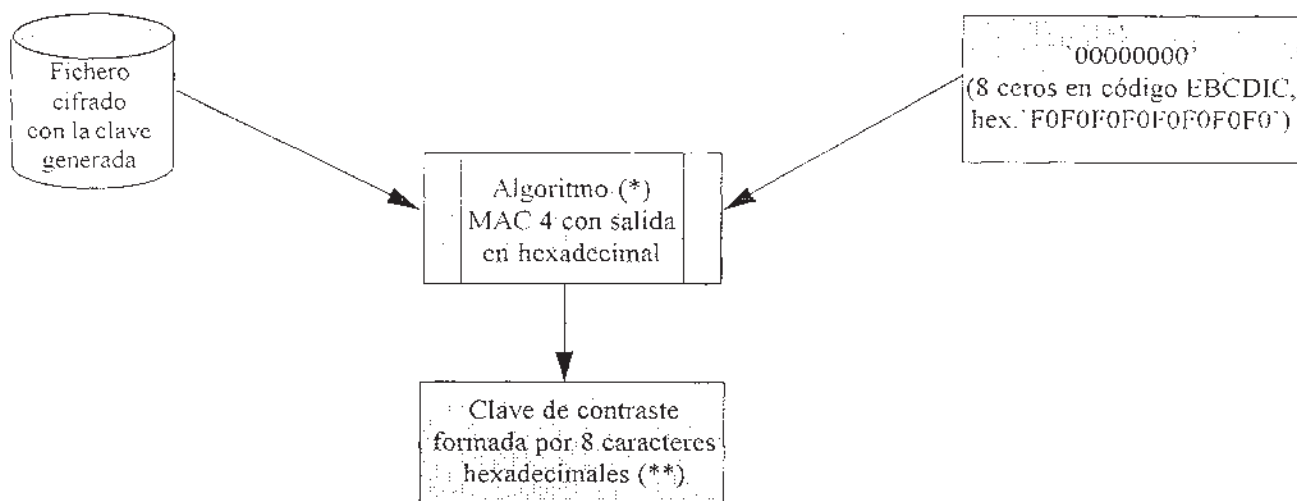 Fichero
cifrado
con la clave
generada
`00000000'
(8 ceros en código EBCDIC,
hex.`F0F0F0F0F0F0F0F0`)
Algoritmo (*)
MAC 4 con salida
en hexadecimal
Clave de contraste
formada por 8 caracteres
hexadecimales (**)